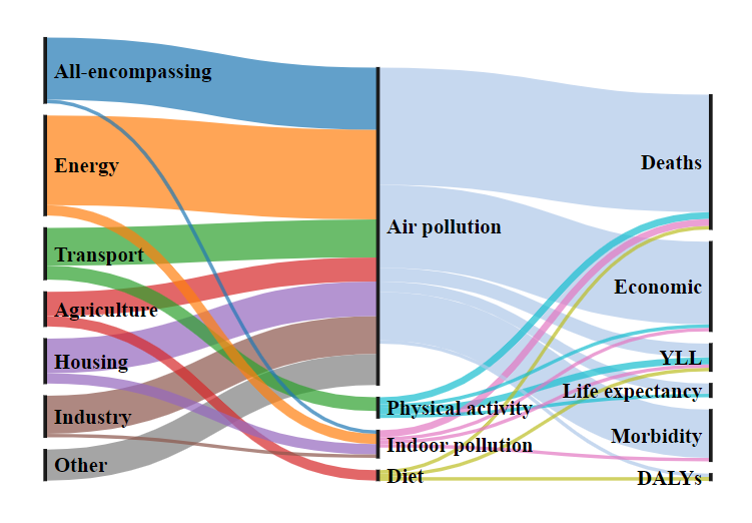 All-encompassing
Energy
Transport
Agriculture
Housing
Industry
Other
Air pollution
Physical activity
Indoor pollution
Diet
Deaths
Economic
YLL
Life expectancy
Morbidity
DALYs